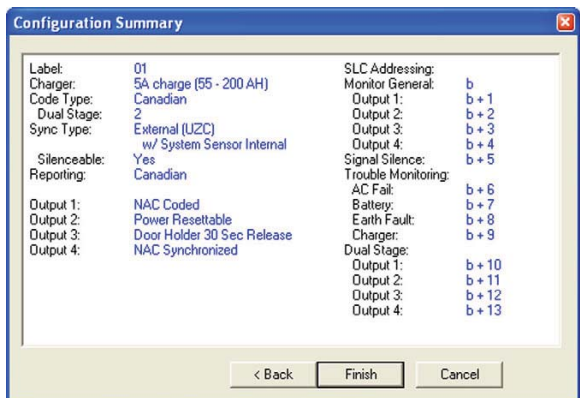 Configuration Summary
Label: 01
Charger: 5A charge (55 - 200 AH)
Code Type: Canadian
Dual Stage: 2
Sync Type: External (UZC)
w/ System Sensor Internal
Silenceable: Yes
Reporting: Canadian
Output 1: NAC Coded
Output 2: Power Resettable
Output 3: Door Holder 30 Sec Release
Output 4: NAC Synchronized
SLC Addressing:
Monitor General: b
Output 1: b + 1
Output 2: b + 2
Output 3: b + 3
Output 4: b + 4
Signal Silence: b + 5
Trouble Monitoring:
AC Fail: b + 6
Battery: b + 7
Earth Fault: b + 8
Charger: b + 9
Dual Stage:
Output 1: b + 10
Output 2: b + 11
Output 3: b + 12
Output 4: b + 13
< Back
Finish
Cancel